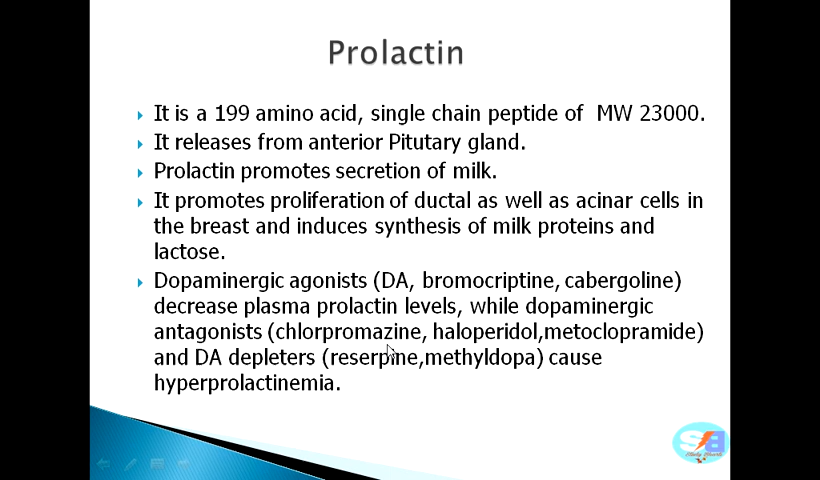 Prolactin
It is a 199 amino acid, single chain peptide of MW 23000.
It releases from anterior Pitutary gland.
Prolactin promotes secretion of milk.
It promotes proliferation of ductal as well as acinar cells in
the breast and induces synthesis of milk proteins and
lactose.
Dopaminergic agonists (DA, bromocriptine, cabergoline)
decrease plasma prolactin levels, while dopaminergic
antagonists (chlorpromazine, haloperidol,metoclopramide)
and DA depleters (reserpine,methyldopa) cause
hyperprolactinemia.